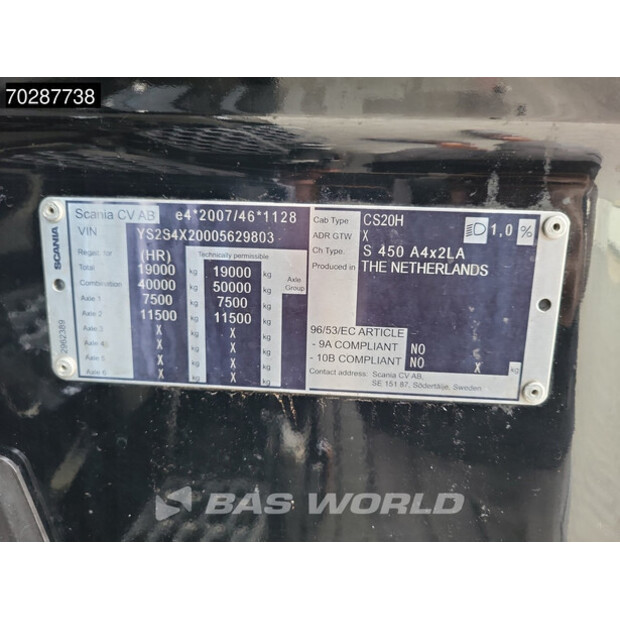 70287738
SCANIA
2962389
Scania CV AB e4*2007/46*1128
VIN YS2S4X20005629803
Regist. for (HR) Technically permissible
Total 19000 kg 19000 kg
Combination 40000 kg 50000 kg Axle Group
Axle 1 7500 kg 7500 kg
Axle 2 11500 kg 11500 kg
Axle 3 X kg X kg
Axle 4 X kg X kg
Axle 5 X kg X kg
Axle 6 X kg X kg
Cab Type CS20H 1,0 %
ADR GTW X
Ch Type. S 450 A4x2LA
Produced in THE NETHERLANDS
96/53/EC ARTICLE
- 9A COMPLIANT NO
- 10B COMPLIANT NO X kg
Contact address: Scania CV AB,
SE 151 87, Södertälje, Sweden
BAS WORLD